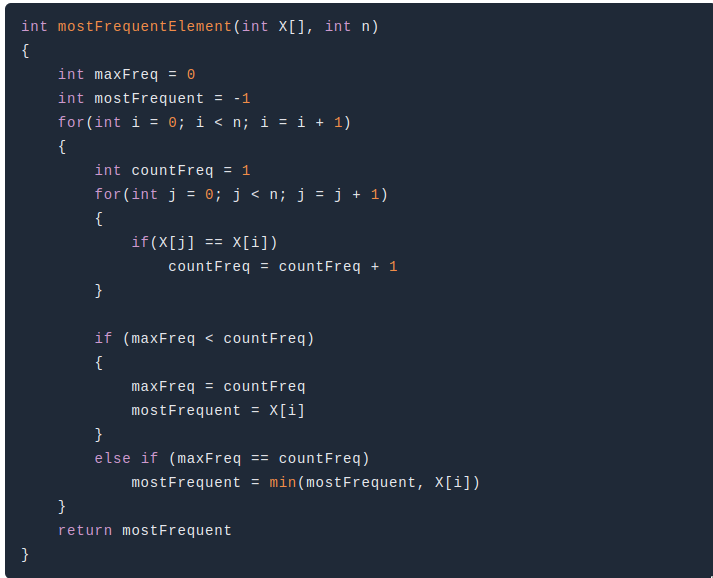 int mostFrequentElement(int X[], int n)
{
    int maxFreq = 0
    int mostFrequent = -1
    for(int i = 0; i < n; i = i + 1)
    {
        int countFreq = 1
        for(int j = 0; j < n; j = j + 1)
        {
            if(X[j] == X[i])
                countFreq = countFreq + 1
        }

        if (maxFreq < countFreq)
        {
            maxFreq = countFreq
            mostFrequent = X[i]
        }
        else if (maxFreq == countFreq)
            mostFrequent = min(mostFrequent, X[i])
    }
    return mostFrequent
}